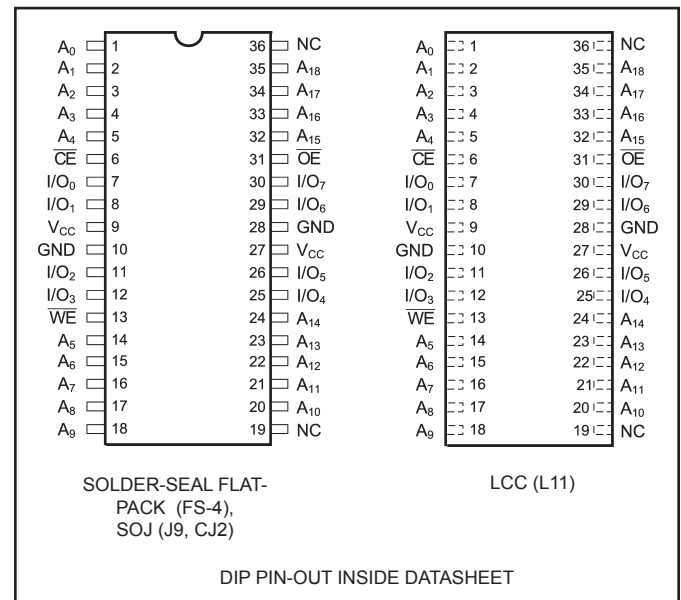 A0 1 36 NC
A1 2 35 A18
A2 3 34 A17
A3 4 33 A16
A4 5 32 A15
CE 6 31 OE
I/O0 7 30 I/O7
I/O1 8 29 I/O6
VCC 9 28 GND
GND 10 27 VCC
I/O2 11 26 I/O5
I/O3 12 25 I/O4
WE 13 24 A14
A5 14 23 A13
A6 15 22 A12
A7 16 21 A11
A8 17 20 A10
A9 18 19 NC
SOLDER-SEAL FLAT-
PACK (FS-4),
SOJ (J9, CJ2)
A0 1 36 NC
A1 2 35 A18
A2 3 34 A17
A3 4 33 A16
A4 5 32 A15
CE 6 31 OE
I/O0 7 30 I/O7
I/O1 8 29 I/O6
VCC 9 28 GND
GND 10 27 VCC
I/O2 11 26 I/O5
I/O3 12 25 I/O4
WE 13 24 A14
A5 14 23 A13
A6 15 22 A12
A7 16 21 A11
A8 17 20 A10
A9 18 19 NC
LCC (L11)
DIP PIN-OUT INSIDE DATASHEET